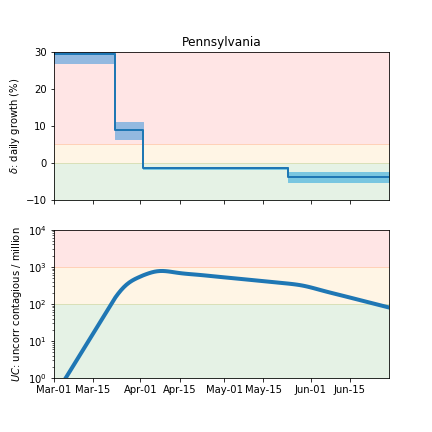 Pennsylvania
30
20
10
0
−10
δ: daily growth (%)
10⁴
10³
10²
10¹
10⁰
UC: uncorr contagious / million
Mar-01 Mar-15 Apr-01 Apr-15 May-01 May-15 Jun-01 Jun-15